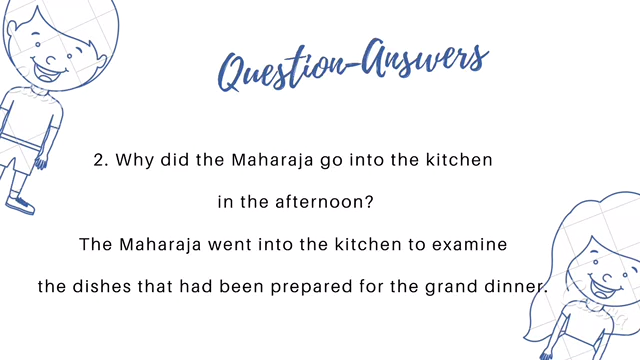 Question-Answers
2. Why did the Maharaja go into the kitchen
in the afternoon?
The Maharaja went into the kitchen to examine
the dishes that had been prepared for the grand dinner.